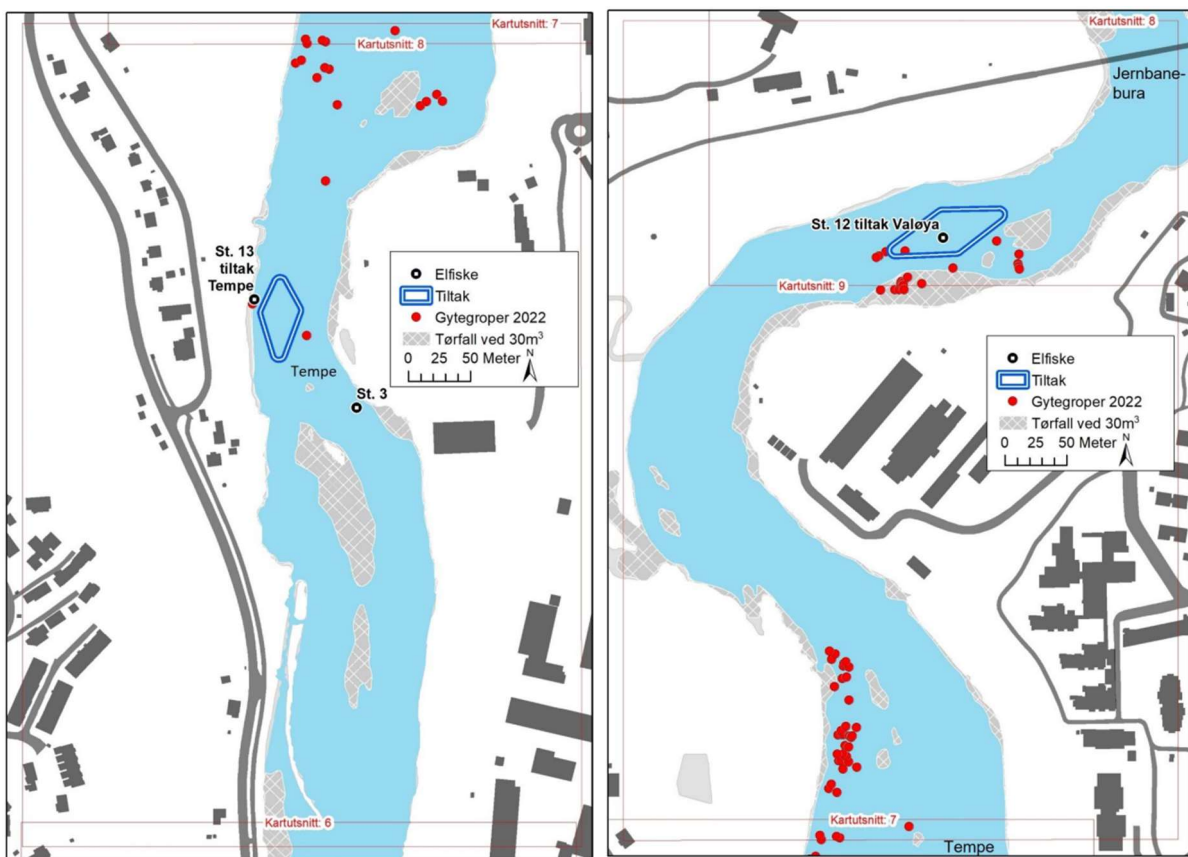 Kartutsnitt: 7
Kartutsnitt: 8
St. 13
tiltak
Tempe
Elfiske
Tiltak
Gytegroper 2022
Tørfall ved 30m³
0 25 50 Meter
N
Tempe
St. 3
Kartutsnitt: 6
Kartutsnitt: 8
Jernbane-
bura
St. 12 tiltak Valøya
Kartutsnitt: 9
Elfiske
Tiltak
Gytegroper 2022
Tørfall ved 30m³
0 25 50 Meter
N
Kartutsnitt: 7
Tempe